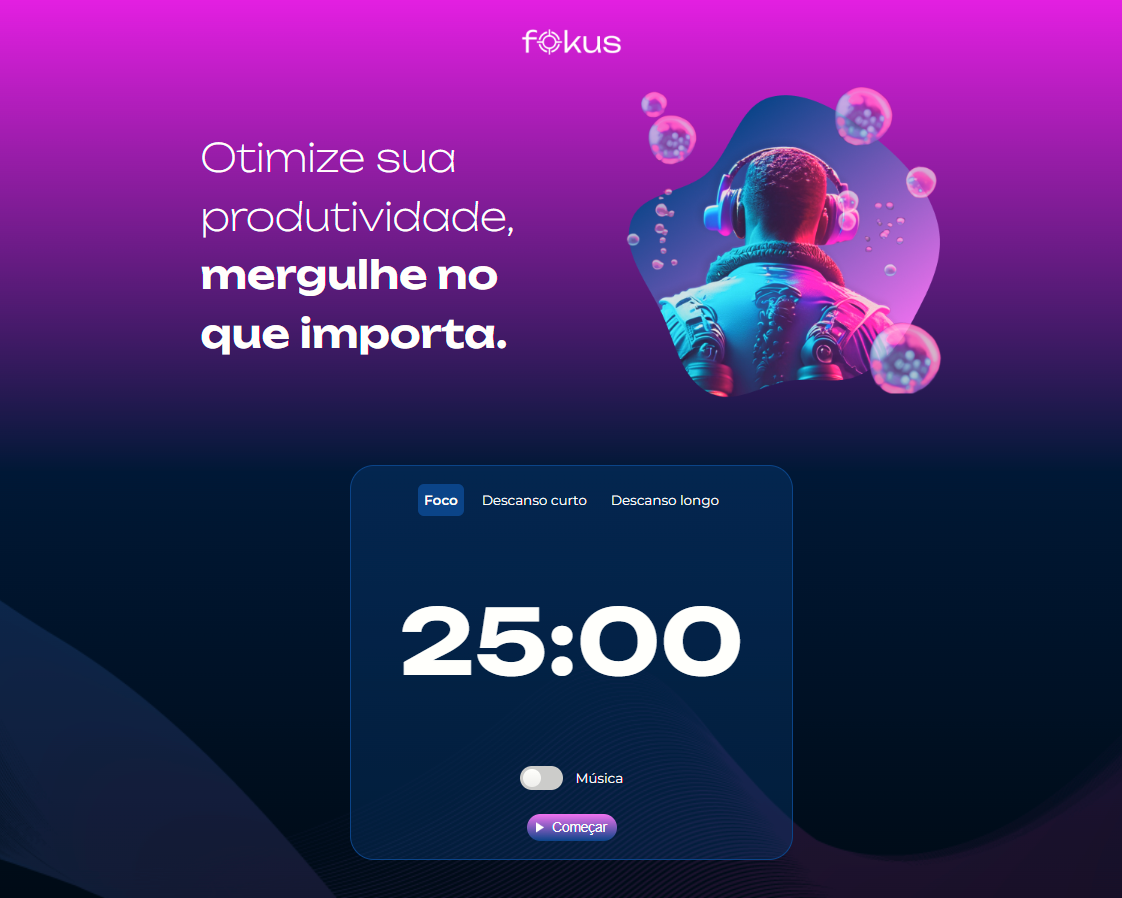 fokus
Otimize sua
produtividade,
mergulhe no
que importa.
Foco Descanso curto Descanso longo
25:00
Música
Começar